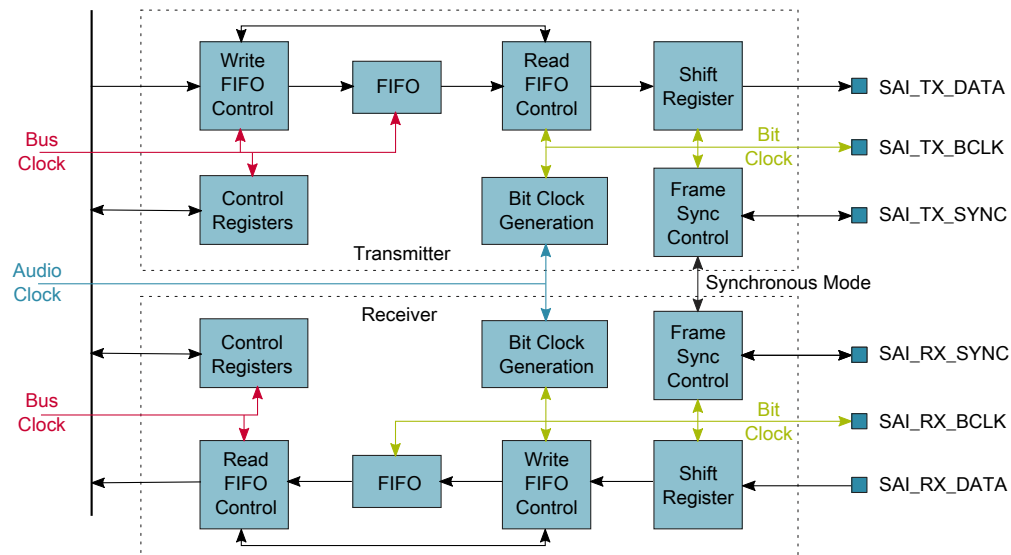 Write
FIFO
Control
FIFO
Read
FIFO
Control
Shift
Register
SAI_TX_DATA
Bus
Clock
Bit
Clock
SAI_TX_BCLK
Control
Registers
Bit Clock
Generation
Frame
Sync
Control
SAI_TX_SYNC
Transmitter
Audio
Clock
Synchronous Mode
Receiver
Control
Registers
Bit Clock
Generation
Frame
Sync
Control
SAI_RX_SYNC
Bus
Clock
Bit
Clock
SAI_RX_BCLK
Read
FIFO
Control
FIFO
Write
FIFO
Control
Shift
Register
SAI_RX_DATA